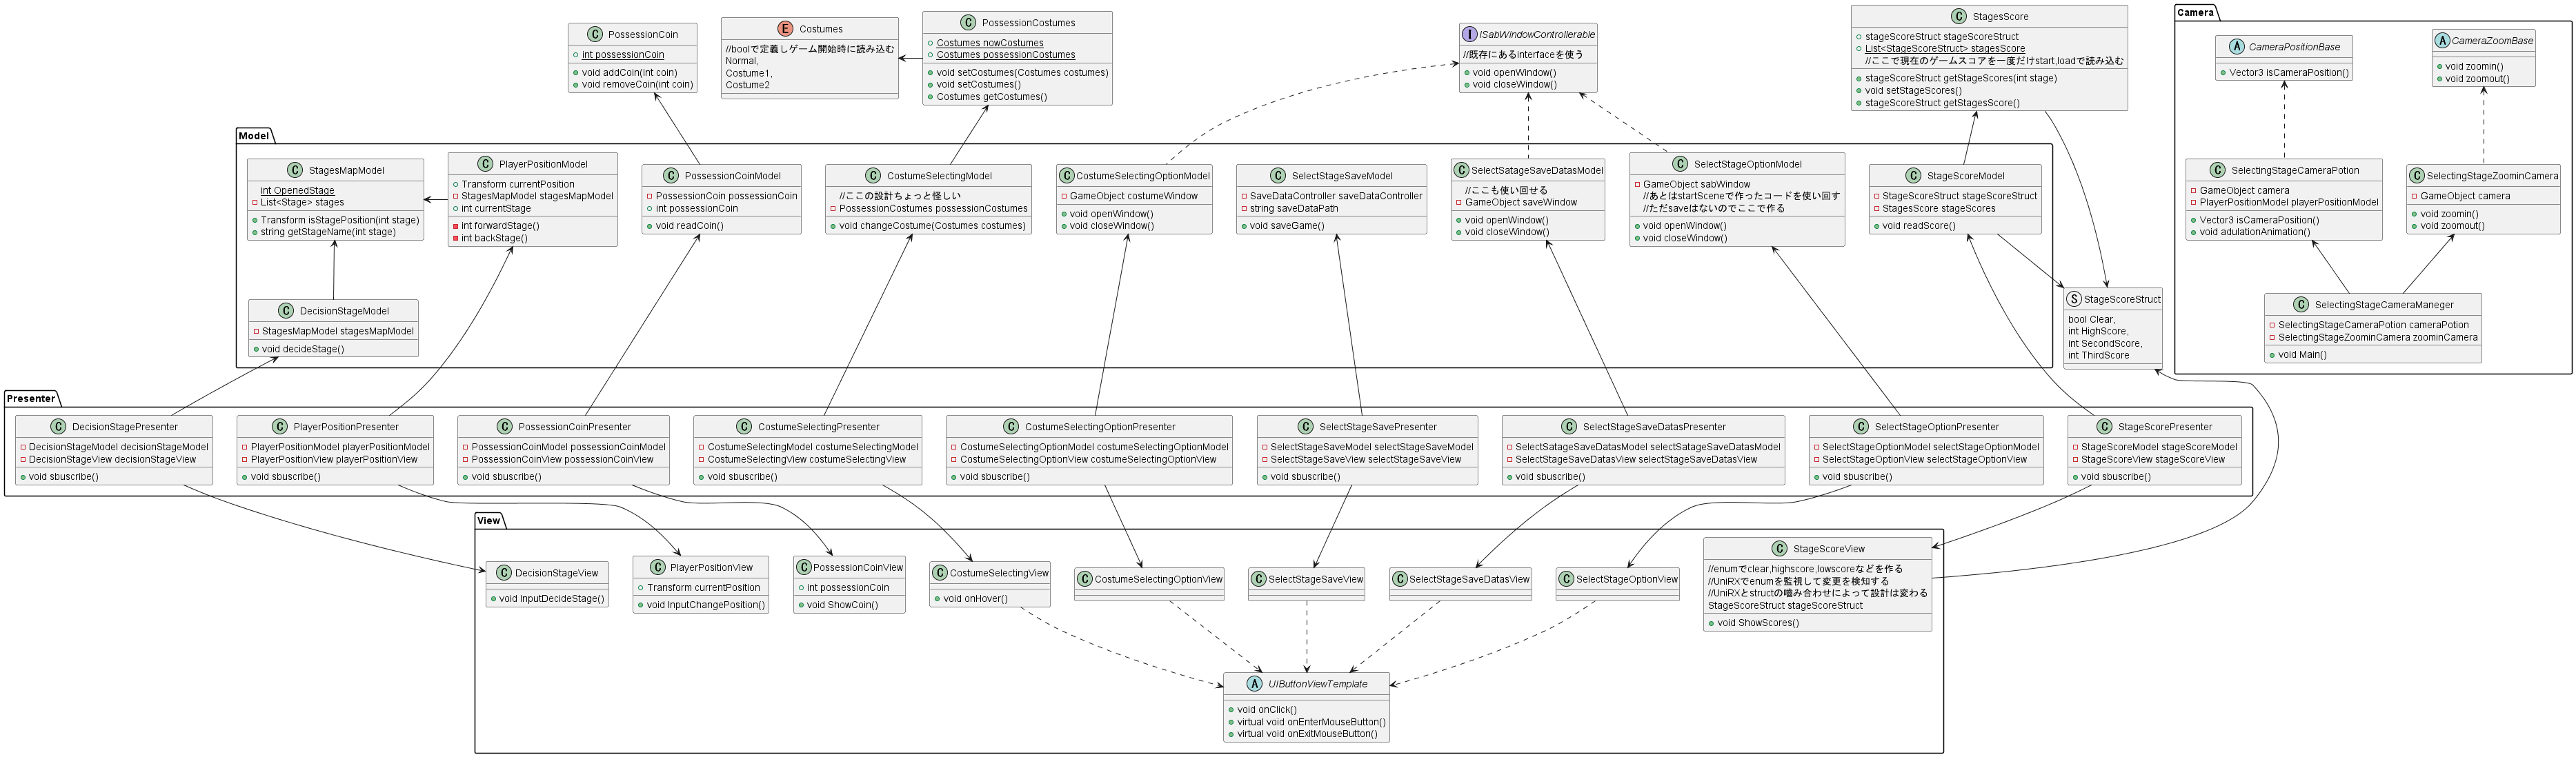 C PossessionCoin
int possessionCoin
void addCoin(int coin)
void removeCoin(int coin)
E Costumes
//boolで定義しゲーム開始時に読み込む
Normal,
Costume1,
Costume2
C PossessionCostumes
Costumes nowCostumes
Costumes possessionCostumes
void setCostumes(Costumes costumes)
void setCostumes()
Costumes getCostumes()
I ISabWindowControllerable
//既存にあるinterfaceを使う
void openWindow()
void closeWindow()
C StagesScore
stageScoreStruct stageScoreStruct
List<StageScoreStruct> stagesScore
//ここで現在のゲームスコアを一度だけstart,loadで読み込む
stageScoreStruct getStageScores(int stage)
void setStageScores()
stageScoreStruct getStagesScore()
Camera
A CameraPositionBase
Vector3 isCameraPosition()
A CameraZoomBase
void zoomin()
void zoomout()
C SelectingStageCameraPotion
GameObject camera
PlayerPositionModel playerPositionModel
Vector3 isCameraPosition()
void adulationAnimation()
C SelectingStageZoominCamera
GameObject camera
void zoomin()
void zoomout()
C SelectingStageCameraManeger
SelectingStageCameraPotion cameraPotion
SelectingStageZoominCamera zoominCamera
void Main()
Model
C StagesMapModel
int OpenedStage
List<Stage> stages
Transform isStagePosition(int stage)
string getStageName(int stage)
C PlayerPositionModel
Transform currentPosition
StagesMapModel stagesMapModel
int currentStage
int forwardStage()
int backStage()
C PossessionCoinModel
PossessionCoin possessionCoin
int possessionCoin
void readCoin()
C CostumeSelectingModel
//ここの設計ちょっと怪しい
PossessionCostumes possessionCostumes
void changeCostume(Costumes costumes)
C CostumeSelectingOptionModel
GameObject costumeWindow
void openWindow()
void closeWindow()
C SelectStageSaveModel
SaveDataController saveDataController
string saveDataPath
void saveGame()
C SelectSatageSaveDatasModel
//ここも使い回せる
GameObject saveWindow
void openWindow()
void closeWindow()
C SelectStageOptionModel
GameObject sabWindow
//あとはstartSceneで作ったコードを使い回す
//ただsaveはないのでここで作る
void openWindow()
void closeWindow()
C StageScoreModel
StageScoreStruct stageScoreStruct
StagesScore stageScores
void readScore()
C DecisionStageModel
StagesMapModel stagesMapModel
void decideStage()
S StageScoreStruct
bool Clear,
int HighScore,
int SecondScore,
int ThirdScore
Presenter
C DecisionStagePresenter
DecisionStageModel decisionStageModel
DecisionStageView decisionStageView
void sbuscribe()
C PlayerPositionPresenter
PlayerPositionModel playerPositionModel
PlayerPositionView playerPositionView
void sbuscribe()
C PossessionCoinPresenter
PossessionCoinModel possessionCoinModel
PossessionCoinView possessionCoinView
void sbuscribe()
C CostumeSelectingPresenter
CostumeSelectingModel costumeSelectingModel
CostumeSelectingView costumeSelectingView
void sbuscribe()
C CostumeSelectingOptionPresenter
CostumeSelectingOptionModel costumeSelectingOptionModel
CostumeSelectingOptionView costumeSelectingOptionView
void sbuscribe()
C SelectStageSavePresenter
SelectStageSaveModel selectStageSaveModel
SelectStageSaveView selectStageSaveView
void sbuscribe()
C SelectStageSaveDatasPresenter
SelectSatageSaveDatasModel selectSatageSaveDatasModel
SelectStageSaveDatasView selectStageSaveDatasView
void sbuscribe()
C SelectStageOptionPresenter
SelectStageOptionModel selectStageOptionModel
SelectStageOptionView selectStageOptionView
void sbuscribe()
C StageScorePresenter
StageScoreModel stageScoreModel
StageScoreView stageScoreView
void sbuscribe()
View
C DecisionStageView
void InputDecideStage()
C PlayerPositionView
Transform currentPosition
void InputChangePosition()
C PossessionCoinView
int possessionCoin
void ShowCoin()
C CostumeSelectingView
void onHover()
C CostumeSelectingOptionView
C SelectStageSaveView
C SelectStageSaveDatasView
C SelectStageOptionView
C StageScoreView
//enumでclear,highscore,lowscoreなどを作る
//UniRXでenumを監視して変更を検知する
//UniRXとstructの噛み合わせによって設計は変わる
StageScoreStruct stageScoreStruct
void ShowScores()
A UIButtonViewTemplate
void onClick()
virtual void onEnterMouseButton()
virtual void onExitMouseButton()